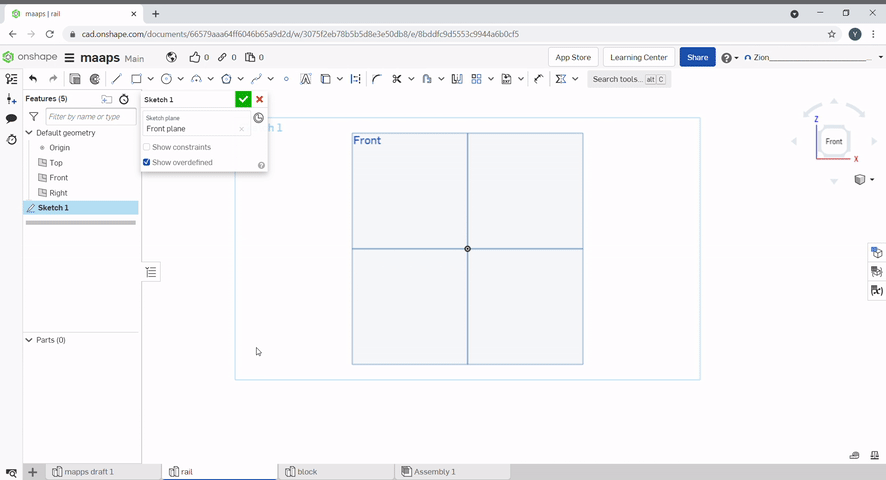 maaps | rail
cad.onshape.com/documents/66579aaa64ff6046b65a9d2d/w/3075f2eb78b5b5d8e3e50db8/e/8bddfc9d5553c9944a6b0cf5
Y
onshape
maaps Main
0 0 0
App Store
Learning Center
Share
Zion
Search tools... alt C
Features (5)
Filter by name or type
Default geometry
Origin
Top
Front
Right
Sketch 1
Sketch 1
Sketch plane
Front plane
Show constraints
Show overdefined
h 1
Front
Z
Front
X
Parts (0)
mapps draft 1
rail
block
Assembly 1